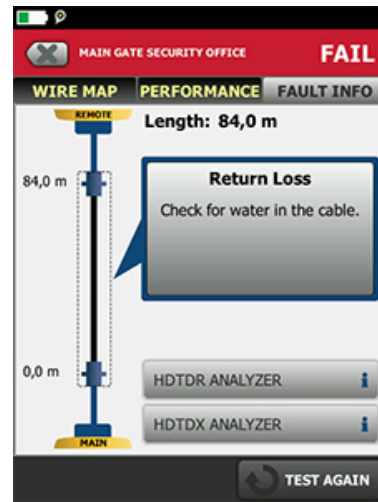 MAIN GATE SECURITY OFFICE
FAIL
WIRE MAP
PERFORMANCE
FAULT INFO
REMOTE
Length: 84,0 m
84,0 m
Return Loss
Check for water in the cable.
0,0 m
HDTDR ANALYZER
i
HDTDX ANALYZER
i
MAIN
TEST AGAIN